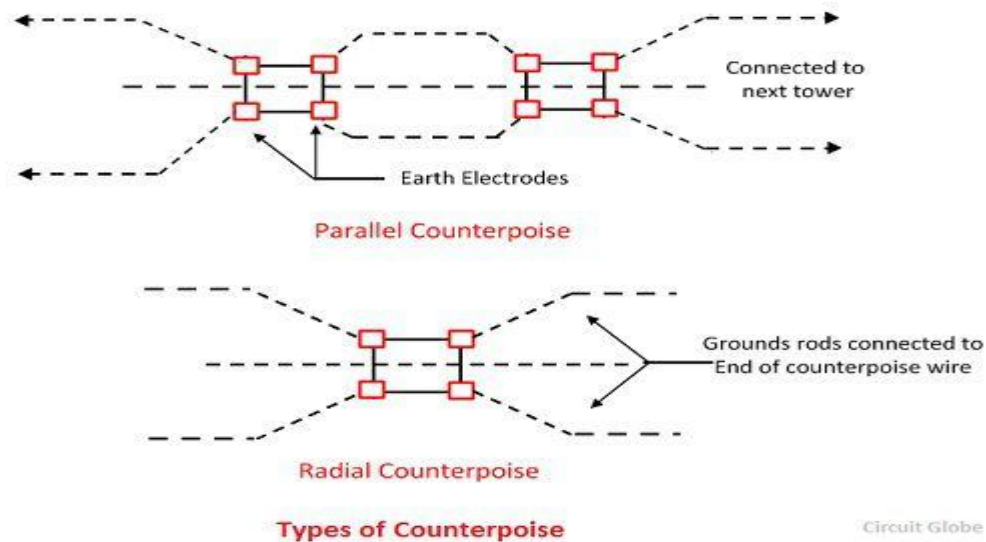 Connected to
next tower
Earth Electrodes
Parallel Counterpoise
Grounds rods connected to
End of counterpoise wire
Radial Counterpoise
Types of Counterpoise
Circuit Globe